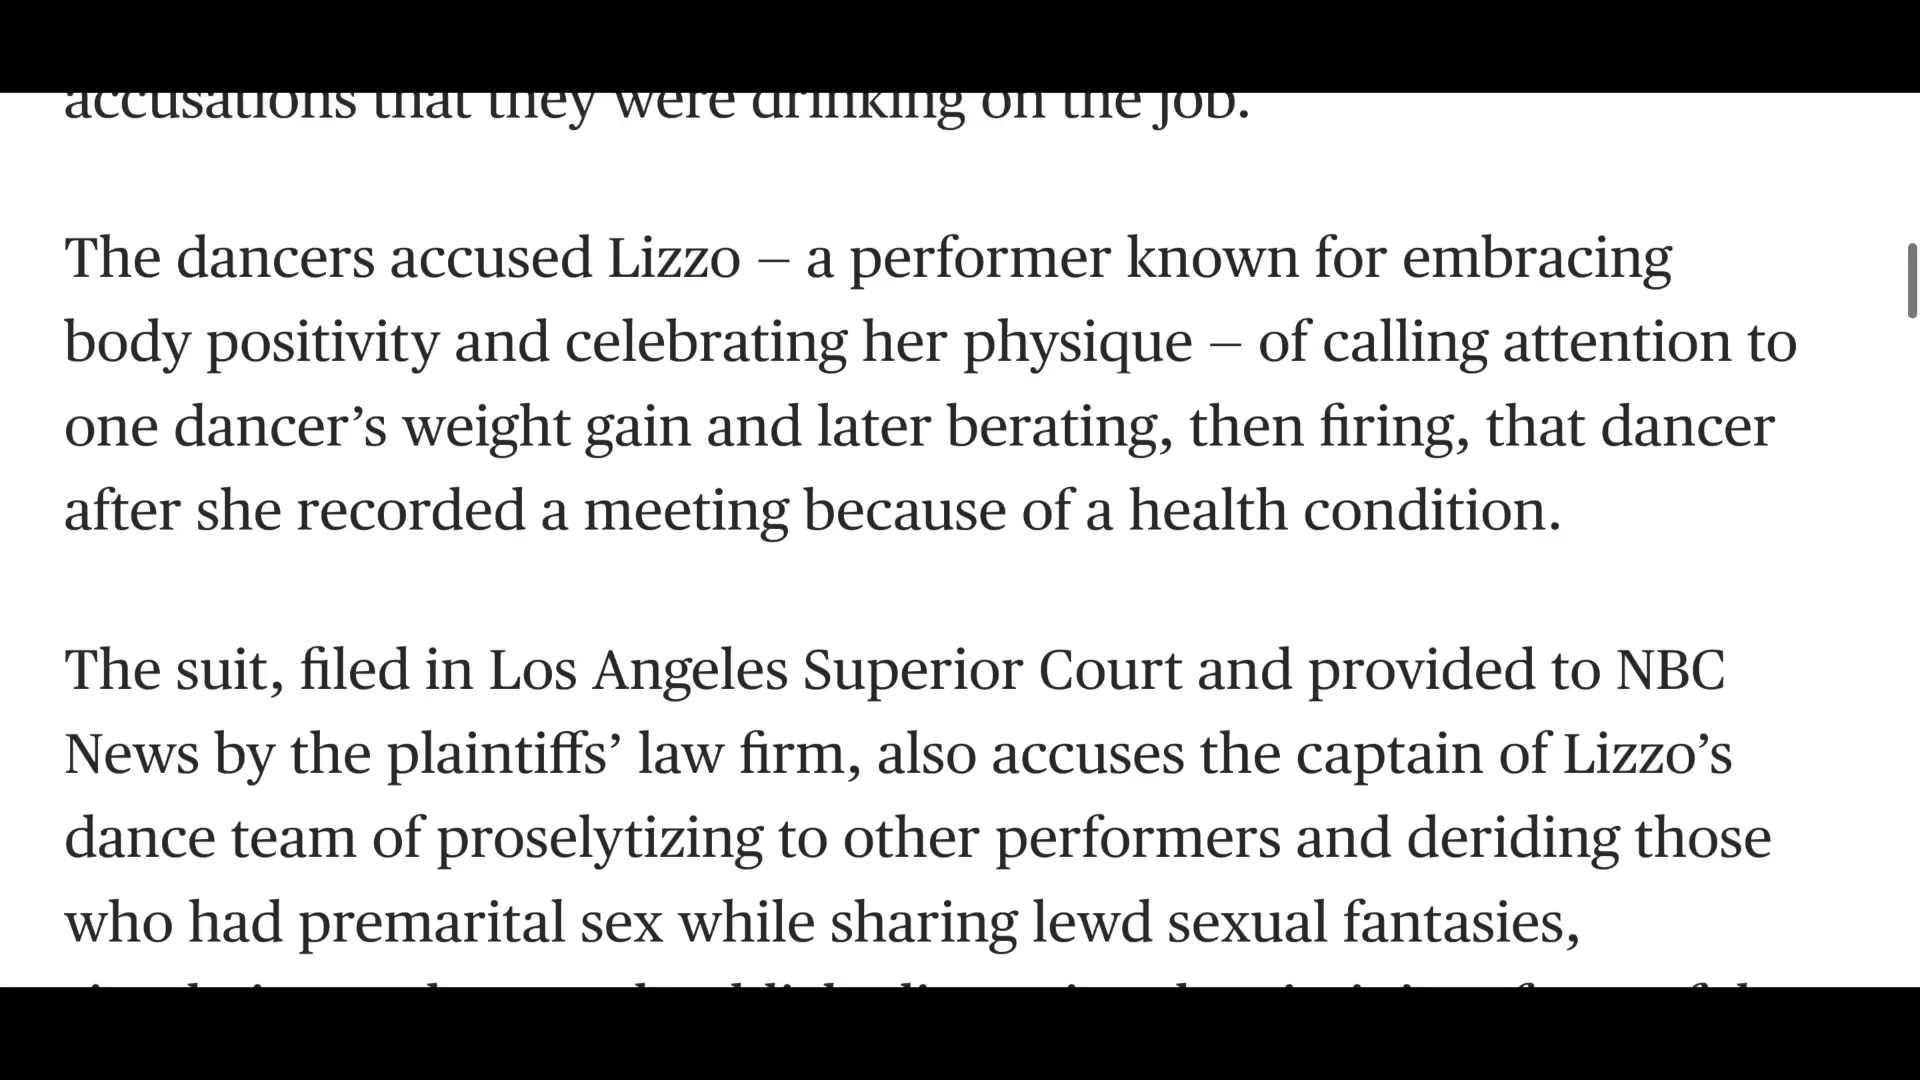 accusations that they were drinking on the job.
The dancers accused Lizzo – a performer known for embracing
body positivity and celebrating her physique – of calling attention to
one dancer’s weight gain and later berating, then firing, that dancer
after she recorded a meeting because of a health condition.
The suit, filed in Los Angeles Superior Court and provided to NBC
News by the plaintiffs’ law firm, also accuses the captain of Lizzo’s
dance team of proselytizing to other performers and deriding those
who had premarital sex while sharing lewd sexual fantasies,